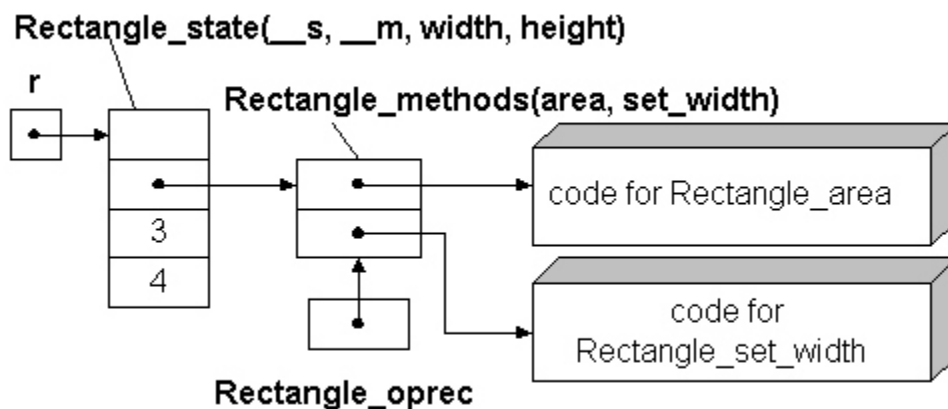 Rectangle_state(__s, __m, width, height)
r
Rectangle_methods(area, set_width)
code for Rectangle_area
3
4
code for
Rectangle_set_width
Rectangle_oprec